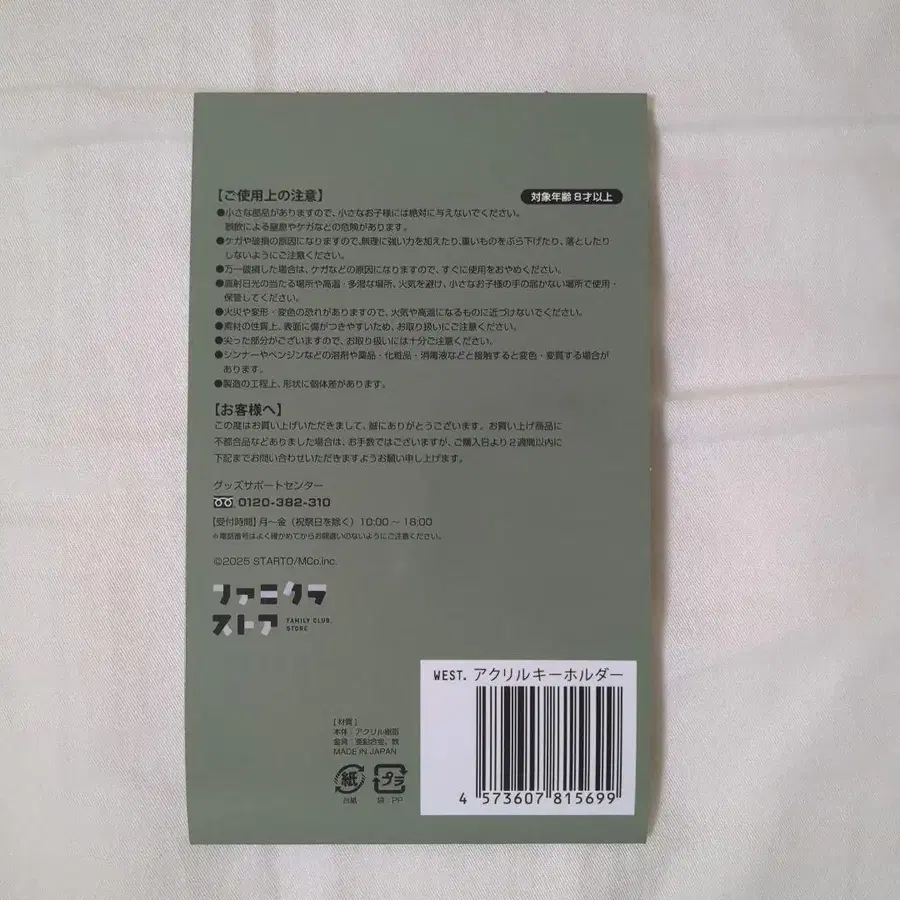 【ご使用上の注意】
対象年齢 8才以上
●小さな部品がありますので、小さなお子様には絶対に与えないでください。
誤飲による窒息やケガなどの危険があります。
●ケガや破損の原因になりますので、無理に強い力を加えたり、重いものをぶら下げたり、落としたり
しないようにご注意ください。
●万一破損した場合は、ケガなどの原因になりますので、すぐに使用をおやめください。
●直射日光の当たる場所や高温・多湿な場所、火気を避け、小さなお子様の手の届かない場所で使用・
保管してください。
●火災や変形・変色の恐れがありますので、火気や高温になるものに近づけないでください。
●素材の性質上、表面に傷がつきやすいため、お取り扱いにご注意ください。
●尖った部分がございますので、お取り扱いには十分ご注意ください。
●シンナーやベンジンなどの溶剤や薬品・化粧品・消毒液などと接触すると変色・変質する場合が
あります。
●製造の工程上、形状に個体差があります。
【お客様へ】
この度はお買い上げいただきまして、誠にありがとうございます。お買い上げ商品に
不都合品などありました場合は、お手数ではございますが、ご購入日より2週間以内に
下記までお問い合わせいただきますようお願い申し上げます。
グッズサポートセンター
0120-382-310
【受付時間】月～金（祝祭日を除く）10:00～18:00
＊電話番号はよく確かめてからお間違いのないようにご注意ください。
©2025 STARTO/MCo.inc.
ファミクラ
ストア FAMILY CLUB STORE
WEST. アクリルキーホルダー
4 573607 815699
【材質】
本体：アクリル樹脂
金具：亜鉛合金、鉄
MADE IN JAPAN
紙 プラ
台紙 袋：PP